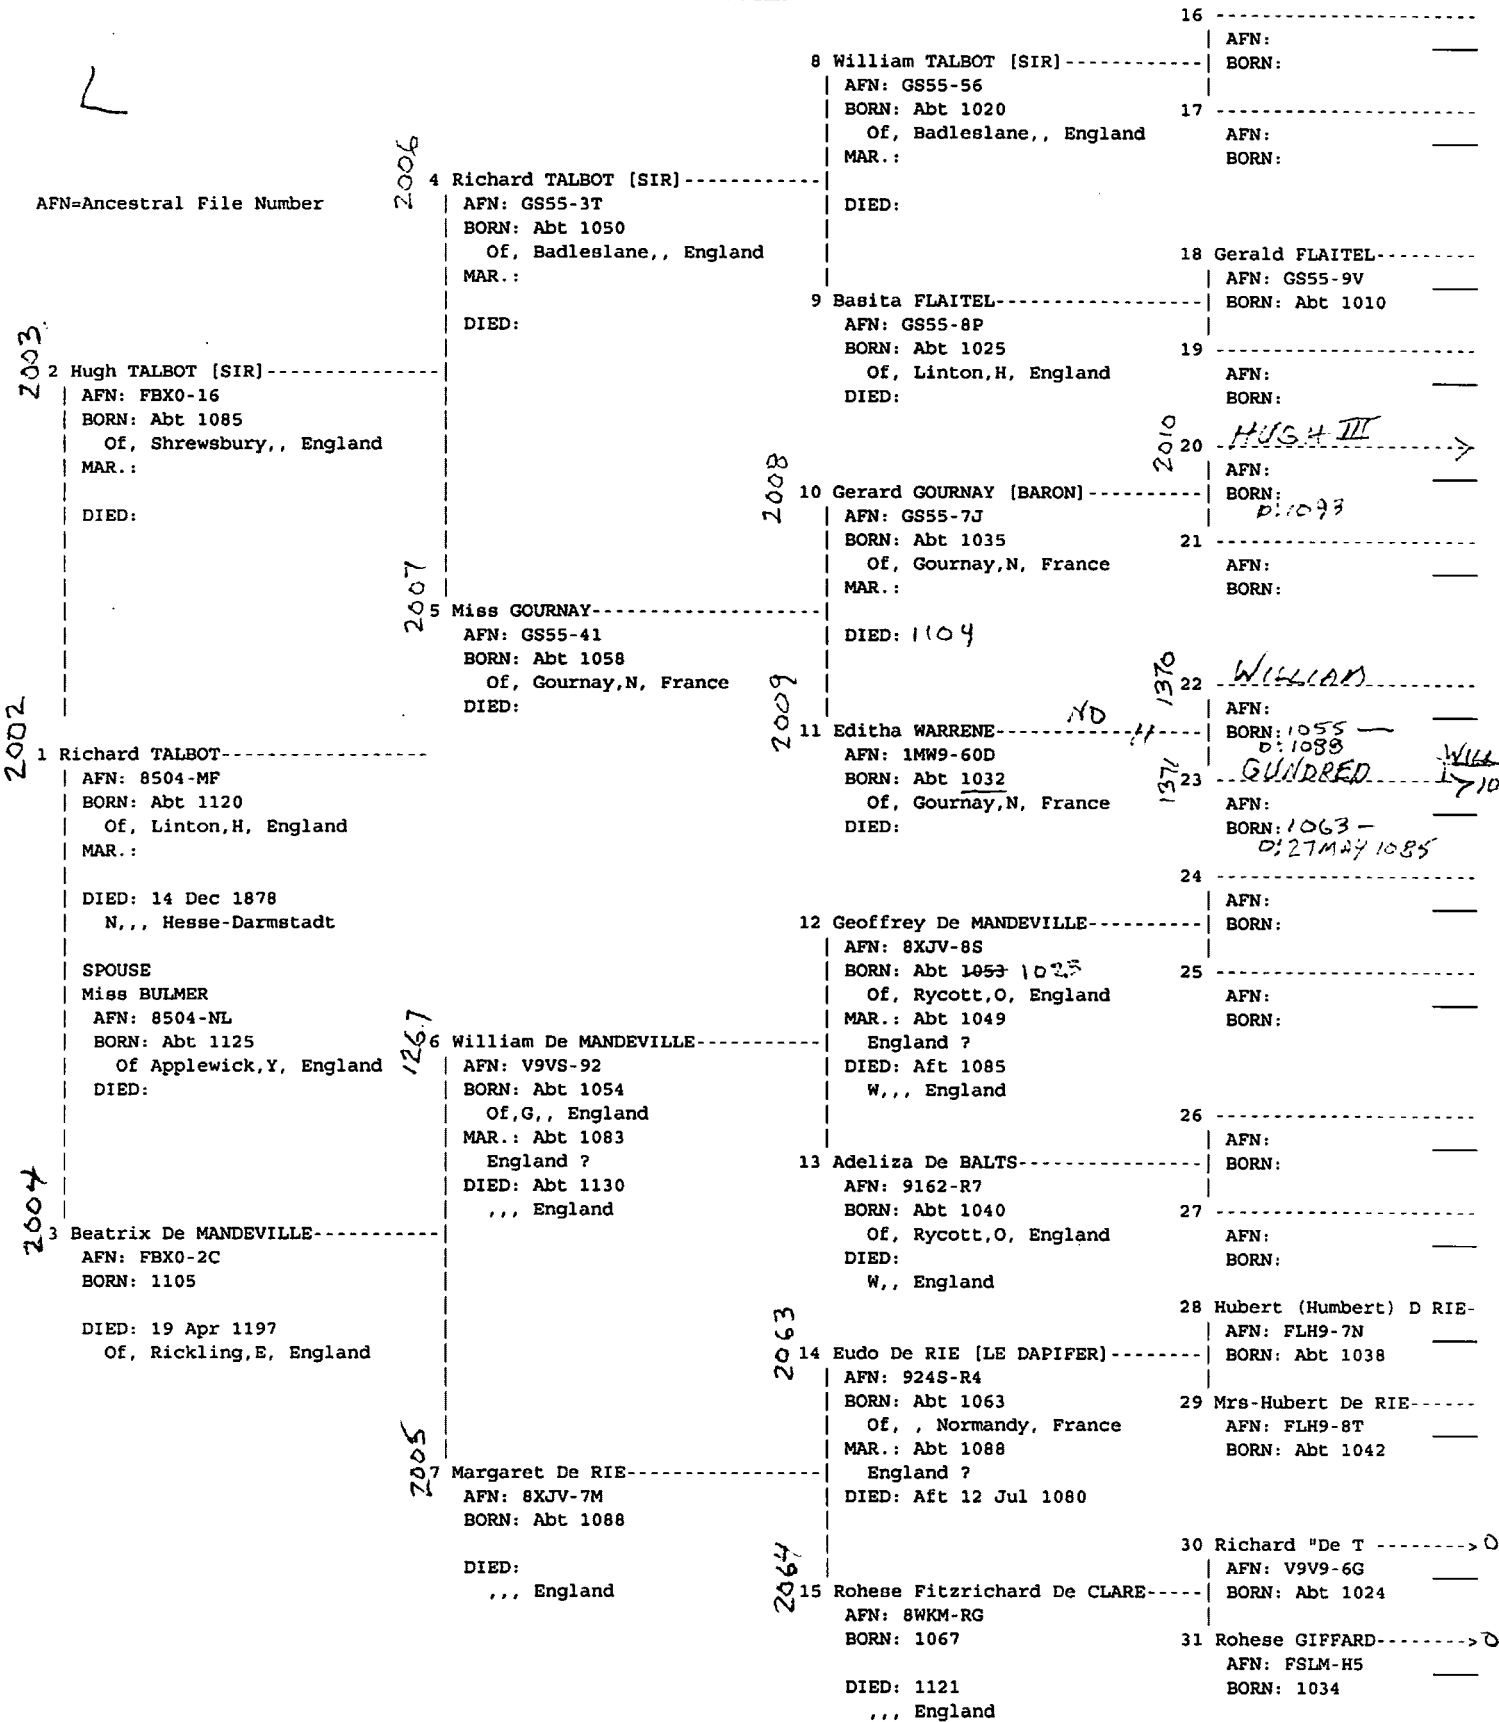 AFN=Ancestral File Number
2002
1 Richard TALBOT
AFN: 8504-MF
BORN: Abt 1120
Of, Linton,H, England
MAR.:
DIED: 14 Dec 1878
N,,, Hesse-Darmstadt
SPOUSE
Miss BULMER
AFN: 8504-NL
BORN: Abt 1125
Of Applewick,Y, England
DIED:
2003
2 Hugh TALBOT [SIR]
AFN: FBX0-16
BORN: Abt 1085
Of, Shrewsbury,, England
MAR.:
DIED:
2004
3 Beatrix De MANDEVILLE
AFN: FBX0-2C
BORN: 1105
DIED: 19 Apr 1197
Of, Rickling,E, England
2006
4 Richard TALBOT [SIR]
AFN: GS55-3T
BORN: Abt 1050
Of, Badleslane,, England
MAR.:
DIED:
2007
5 Miss GOURNAY
AFN: GS55-41
BORN: Abt 1058
Of, Gournay,N, France
DIED:
1267
6 William De MANDEVILLE
AFN: V9VS-92
BORN: Abt 1054
Of,G,, England
MAR.: Abt 1083
England ?
DIED: Abt 1130
,,, England
2005
7 Margaret De RIE
AFN: 8XJV-7M
BORN: Abt 1088
DIED:
,,, England
8 William TALBOT [SIR]
AFN: GS55-56
BORN: Abt 1020
Of, Badleslane,, England
MAR.:
DIED:
9 Basita FLAITEL
AFN: GS55-8P
BORN: Abt 1025
Of, Linton,H, England
DIED:
2008
10 Gerard GOURNAY [BARON]
AFN: GS55-7J
BORN: Abt 1035
Of, Gournay,N, France
MAR.:
DIED: 1104
2009
11 Editha WARRENE NO
AFN: 1MW9-60D
BORN: Abt 1032
Of, Gournay,N, France
DIED:
12 Geoffrey De MANDEVILLE
AFN: 8XJV-8S
BORN: Abt 1053 1025
Of, Rycott,O, England
MAR.: Abt 1049
England ?
DIED: Aft 1085
W,,, England
13 Adeliza De BALTS
AFN: 9162-R7
BORN: Abt 1040
Of, Rycott,O, England
DIED:
W,, England
2063
14 Eudo De RIE [LE DAPIFER]
AFN: 924S-R4
BORN: Abt 1063
Of, , Normandy, France
MAR.: Abt 1088
England ?
DIED: Aft 12 Jul 1080
2064
15 Rohese Fitzrichard De CLARE
AFN: 8WKM-RG
BORN: 1067
DIED: 1121
,,, England
16
AFN:
BORN:
17
AFN:
BORN:
18 Gerald FLAITEL
AFN: GS55-9V
BORN: Abt 1010
19
AFN:
BORN:
2010
20 HUGH III
AFN:
BORN:
D:1093
21
AFN:
BORN:
1370
22 WILLIAM
AFN:
BORN: 1055 —
D:1088
WILL
10
1371
23 GUNDRED
AFN:
BORN: 1063 —
D:27 MAY 1085
24
AFN:
BORN:
25
AFN:
BORN:
26
AFN:
BORN:
27
AFN:
BORN:
28 Hubert (Humbert) D RIE-
AFN: FLH9-7N
BORN: Abt 1038
29 Mrs-Hubert De RIE
AFN: FLH9-8T
BORN: Abt 1042
30 Richard "De T --------> 0
AFN: V9V9-6G
BORN: Abt 1024
31 Rohese GIFFARD--------> 0
AFN: FSLM-H5
BORN: 1034